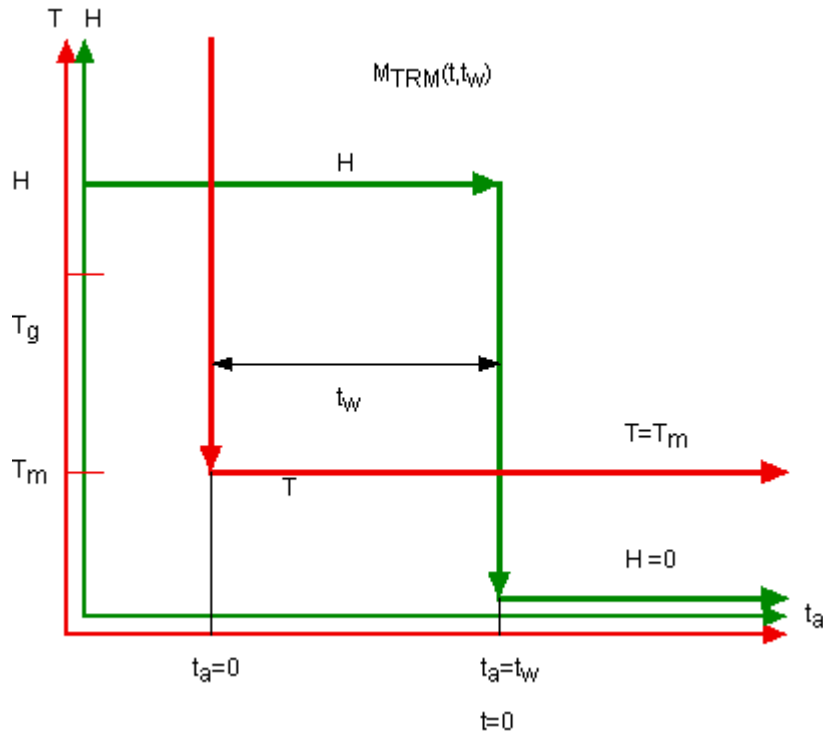 T H
M_TRM(t,t_w)
H
H
T_g
t_w
T=T_m
T_m
T
H =0
t_a
t_a=0
t_a=t_w
t=0